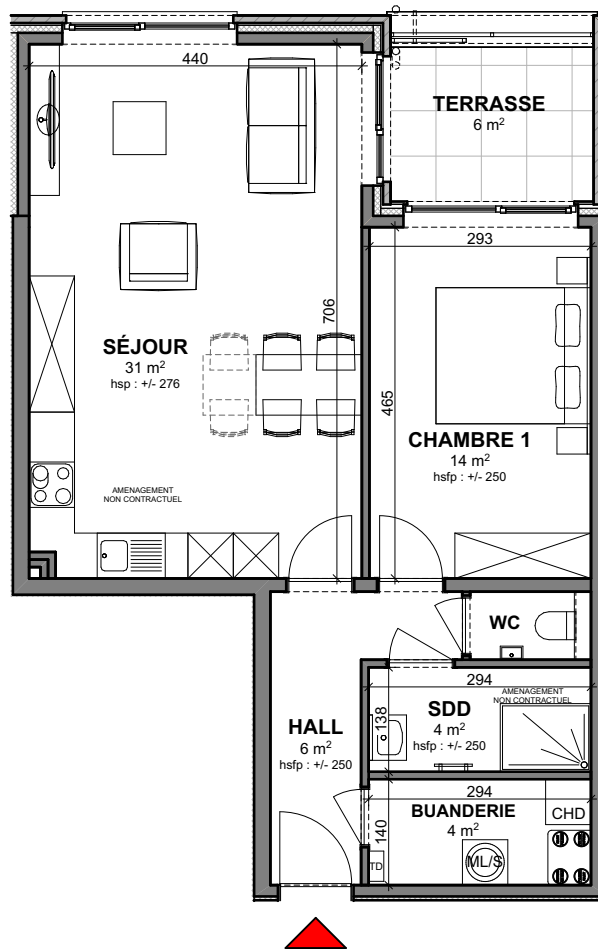 440
TERRASSE
6 m²
293
706
SÉJOUR
31 m²
hsp : +/- 276
465
CHAMBRE 1
14 m²
hsfp : +/- 250
AMENAGEMENT
NON CONTRACTUEL
WC
294
AMENAGEMENT
NON CONTRACTUEL
138
SDD
4 m²
hsfp : +/- 250
HALL
6 m²
hsfp : +/- 250
294
BUANDERIE
4 m²
140
CHD
TD
ML/S